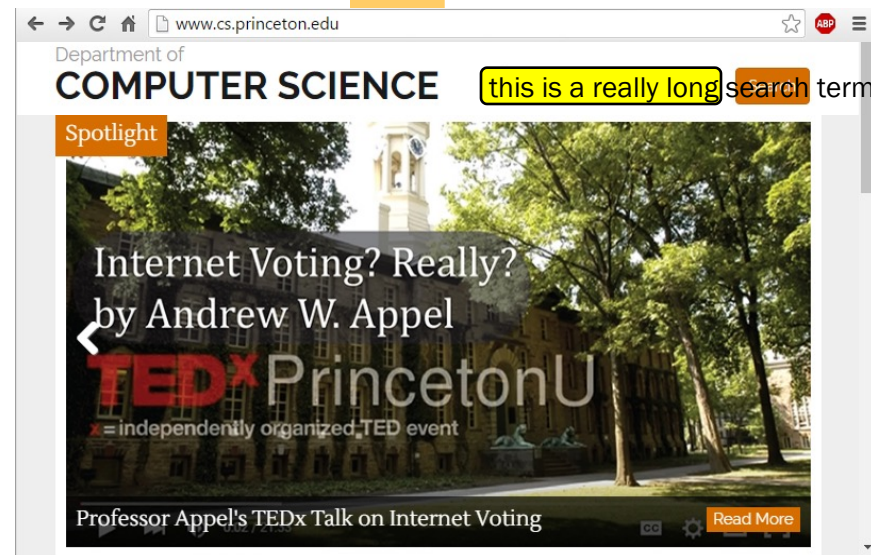 www.cs.princeton.edu
ABP
Department of
COMPUTER SCIENCE
this is a really long search term
Spotlight
Internet Voting? Really?
by Andrew W. Appel
TEDx PrincetonU
x = independently organized TED event
Professor Appel's TEDx Talk on Internet Voting
CC
Read More